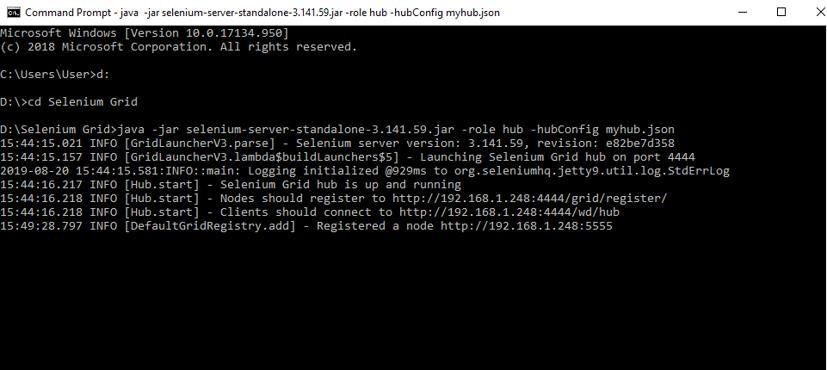 Command Prompt - java -jar selenium-server-standalone-3.141.59.jar -role hub -hubConfig myhub.json
Microsoft Windows [Version 10.0.17134.950]
(c) 2018 Microsoft Corporation. All rights reserved.
C:\Users\User>d:
D:\>cd Selenium Grid
D:\Selenium Grid>java -jar selenium-server-standalone-3.141.59.jar -role hub -hubConfig myhub.json
15:44:15.021 INFO [GridLauncherV3.parse] - Selenium server version: 3.141.59, revision: e82be7d358
15:44:15.157 INFO [GridLauncherV3.lambda$buildLaunchers$5] - Launching Selenium Grid hub on port 4444
2019-08-20 15:44:15.581:INFO::main: Logging initialized @929ms to org.seleniumhq.jetty9.util.log.StdErrLog
15:44:16.217 INFO [Hub.start] - Selenium Grid hub is up and running
15:44:16.218 INFO [Hub.start] - Nodes should register to http://192.168.1.248:4444/grid/register/
15:44:16.218 INFO [Hub.start] - Clients should connect to http://192.168.1.248:4444/wd/hub
15:49:28.797 INFO [DefaultGridRegistry.add] - Registered a node http://192.168.1.248:5555